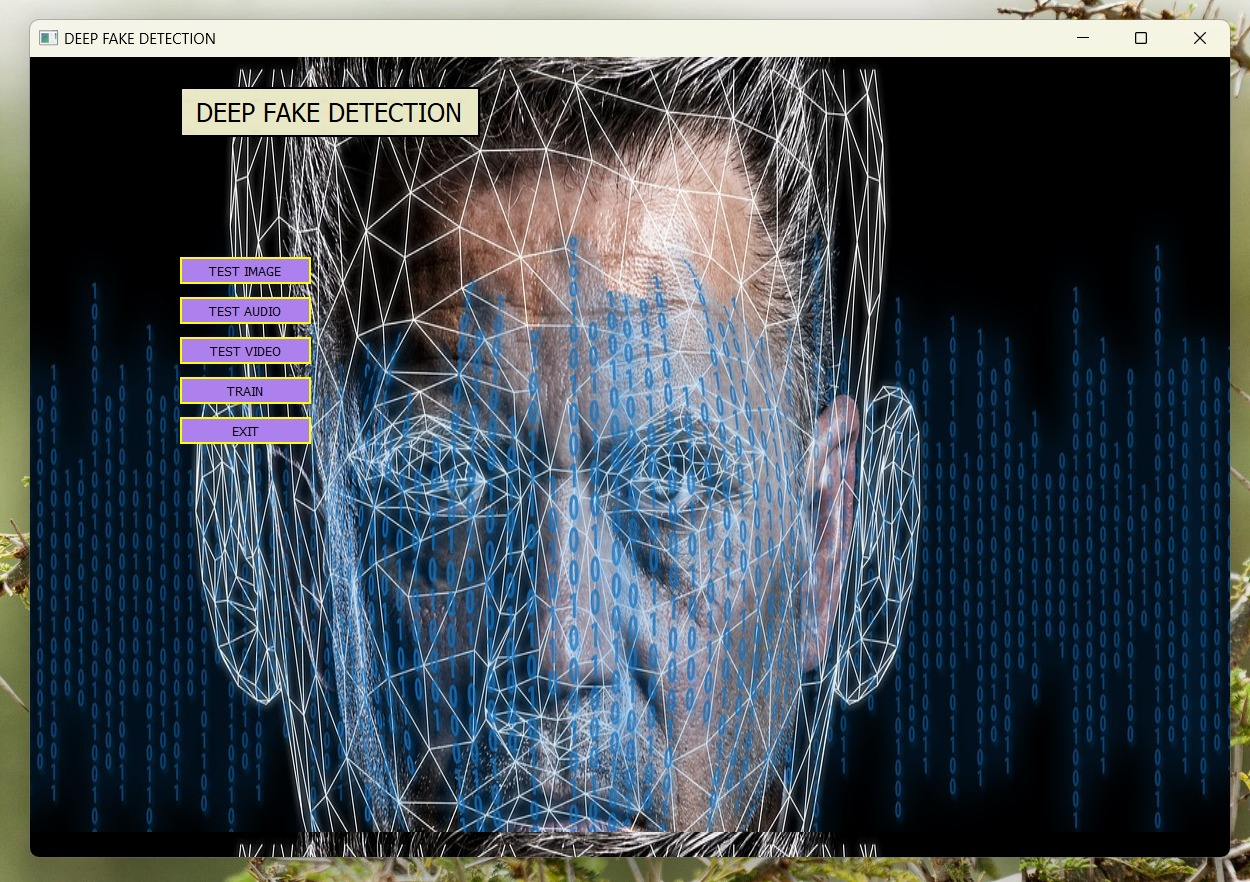 DEEP FAKE DETECTION
DEEP FAKE DETECTION
TEST IMAGE
TEST AUDIO
TEST VIDEO
TRAIN
EXIT